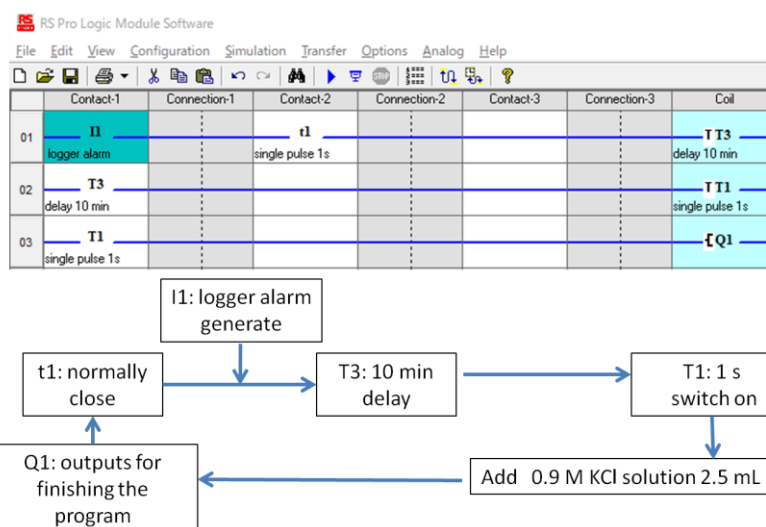 RS Pro Logic Module Software
File Edit View Configuration Simulation Transfer Options Analog Help
Contact-1 Connection-1 Contact-2 Connection-2 Contact-3 Connection-3 Coil
01 I1 t1 T T3
logger alarm single pulse 1s delay 10 min
02 T3 T T1
delay 10 min single pulse 1s
03 T1 Q1
single pulse 1s
I1: logger alarm
generate
t1: normally
close
T3: 10 min
delay
T1: 1 s
switch on
Q1: outputs for
finishing the
program
Add 0.9 M KCl solution 2.5 mL